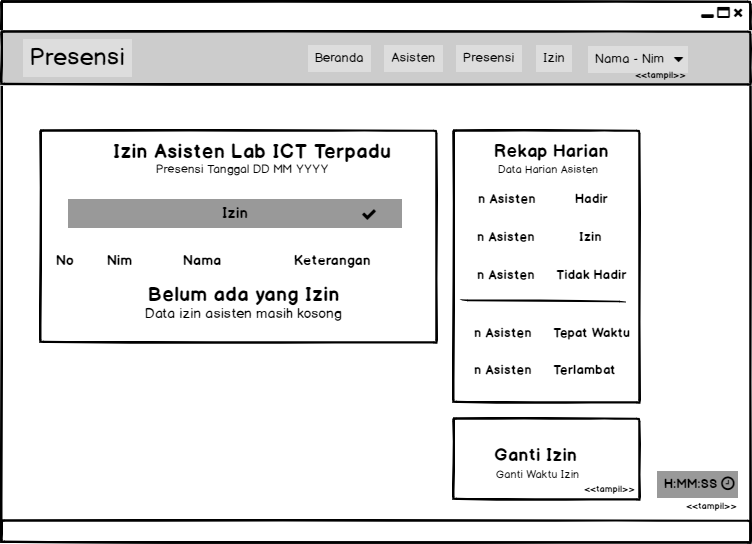 Presensi
Beranda
Asisten
Presensi
Izin
Nama - Nim
<<tampil>>
Izin Asisten Lab ICT Terpadu
Presensi Tanggal DD MM YYYY
Izin
No Nim Nama Keterangan
Belum ada yang Izin
Data izin asisten masih kosong
Rekap Harian
Data Harian Asisten
n Asisten Hadir
n Asisten Izin
n Asisten Tidak Hadir
n Asisten Tepat Waktu
n Asisten Terlambat
Ganti Izin
Ganti Waktu Izin
<<tampil>>
H:MM:SS
<<tampil>>